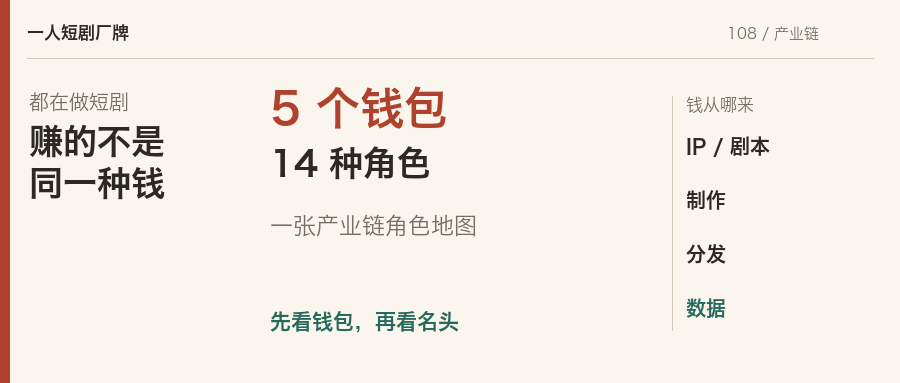 一人短剧厂牌
108 / 产业链
都在做短剧
赚的不是
同一种钱
5 个钱包
14 种角色
一张产业链角色地图
先看钱包，再看名头
钱从哪来
IP / 剧本
制作
分发
数据